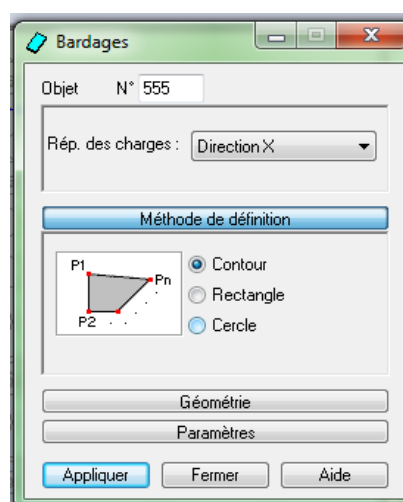 Bardages
Objet N° 555
Rép. des charges : Direction X
Méthode de définition
P1
Pn
P2
Contour
Rectangle
Cercle
Géométrie
Paramètres
Appliquer Fermer Aide